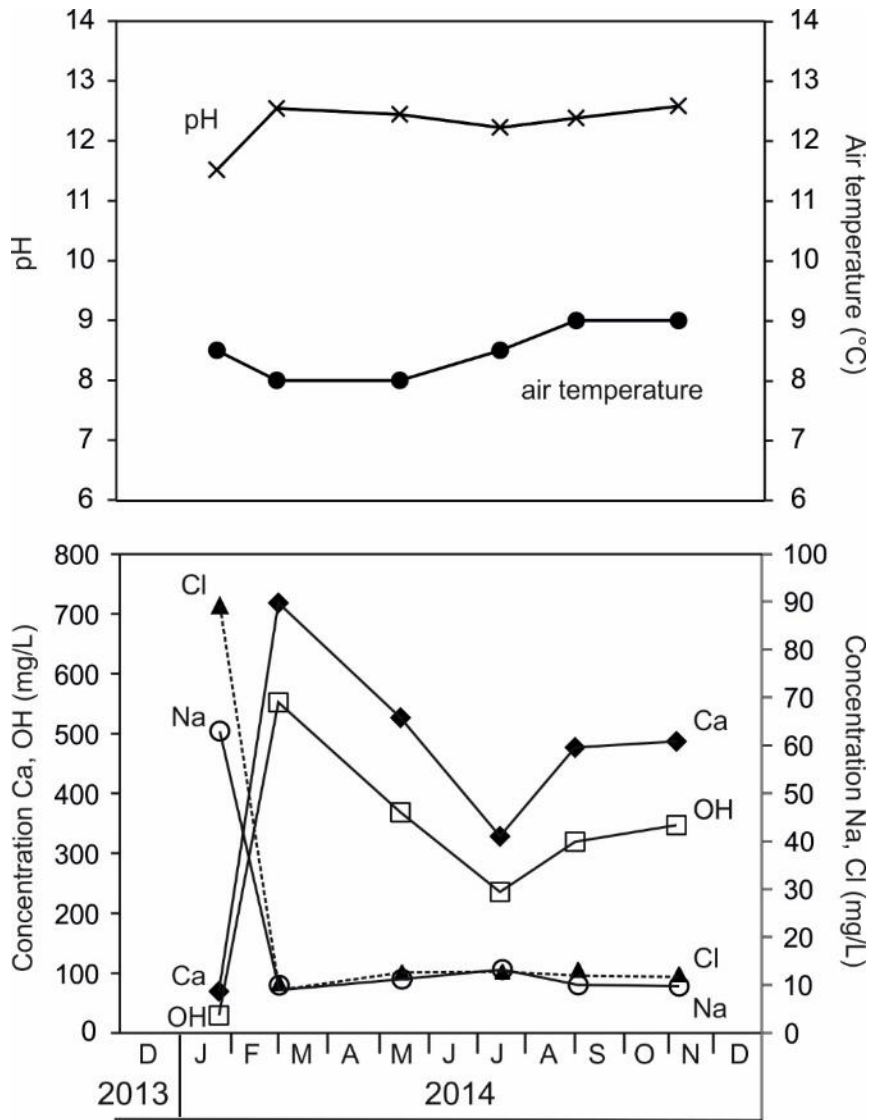 14
13
12
11
10
9
8
7
6
pH
pH
air temperature
14
13
12
11
10
9
8
7
6
Air temperature (°C)
800
700
600
500
400
300
200
100
0
Concentration Ca, OH (mg/L)
Cl
Na
Ca
OH
Ca
OH
Cl
Na
100
90
80
70
60
50
40
30
20
10
0
Concentration Na, Cl (mg/L)
D J F M A M J J A S O N D
2013 2014